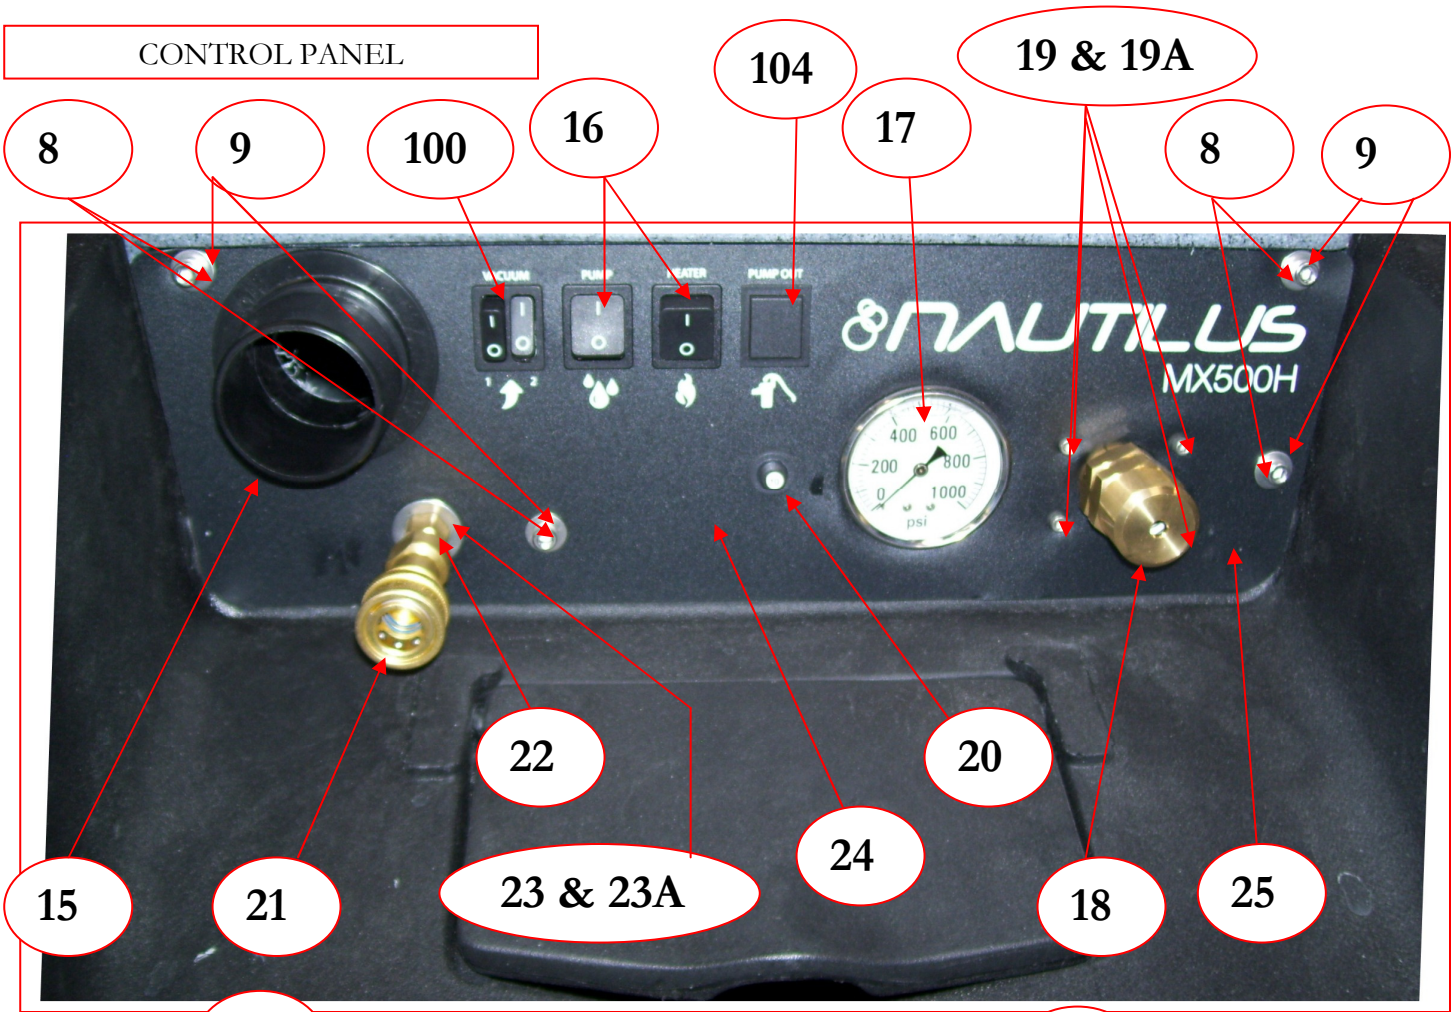 CONTROL PANEL
104
19 & 19A
8
9
100
16
17
8
9
VACUUM
PUMP
HEATER
PUMP OUT
I
I
I
I
O
O
O
O
1
2
NAUTILUS
MX500H
400 600
200
800
0
1000
psi
22
20
24
15
21
23 & 23A
18
25